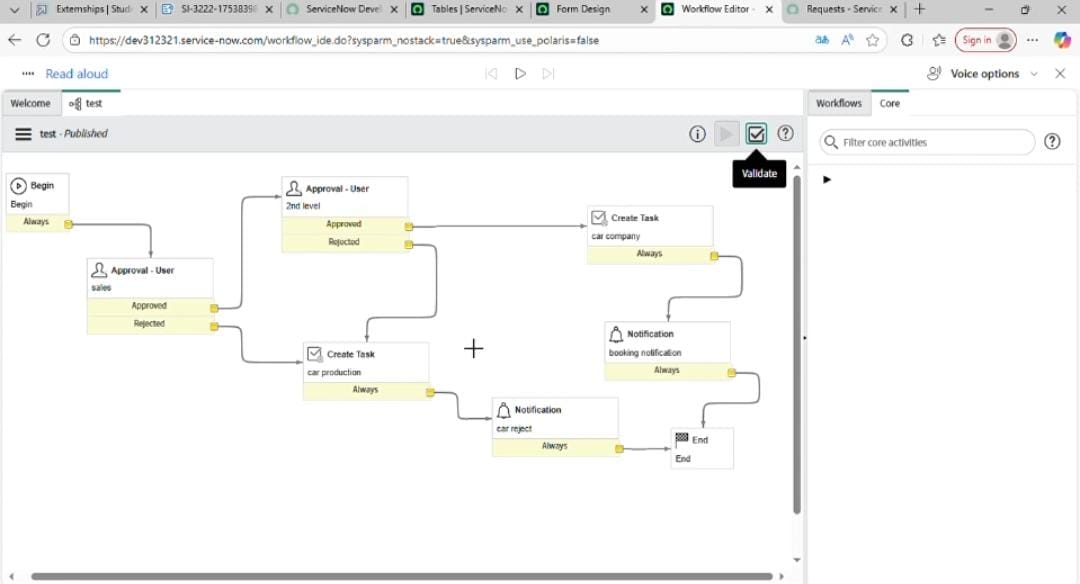 Externships | Stude
SI-3222-17538398
ServiceNow Devel
Tables | ServiceNo
Form Design
Workflow Editor -
Requests - Service
https://dev312321.service-now.com/workflow_ide.do?sysparm_nostack=true&sysparm_use_polaris=false
Sign in
Read aloud
Voice options
Welcome
test
Workflows
Core
test - Published
Filter core activities
Validate
Begin
Begin
Always
Approval - User
2nd level
Approved
Rejected
Create Task
car company
Always
Approval - User
sales
Approved
Rejected
Notification
booking notification
Always
Create Task
car production
Always
Notification
car reject
Always
End
End